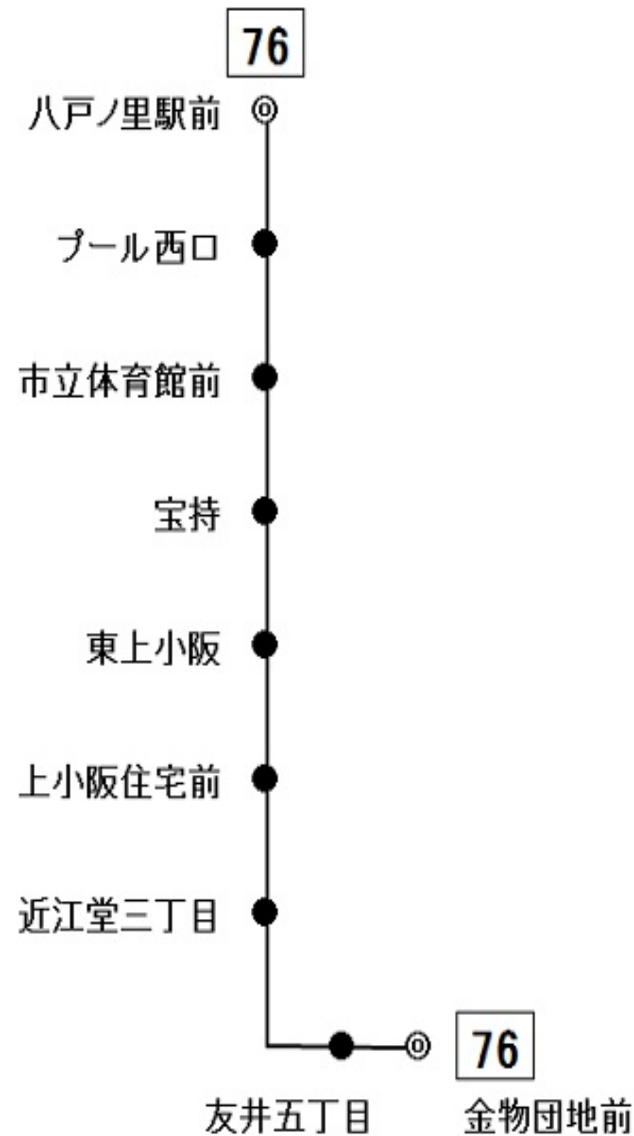 76
八戸ノ里駅前
プール西口
市立体育館前
宝持
東上小阪
上小阪住宅前
近江堂三丁目
76
友井五丁目
金物団地前